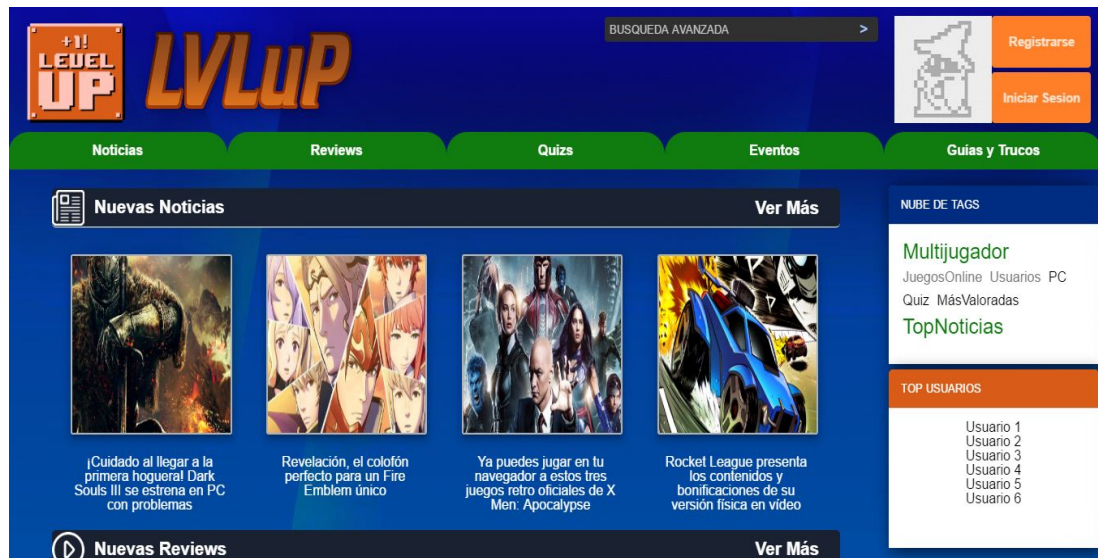 +1!
LEVEL
UP
LVLuP
BUSQUEDA AVANZADA >
Registrarse
Iniciar Sesion
Noticias
Reviews
Quizs
Eventos
Guias y Trucos
Nuevas Noticias
Ver Más
¡Cuidado al llegar a la
primera hoguera! Dark
Souls III se estrena en PC
con problemas
Revelación, el colofón
perfecto para un Fire
Emblem único
Ya puedes jugar en tu
navegador a estos tres
juegos retro oficiales de X
Men: Apocalypse
Rocket League presenta
los contenidos y
bonificaciones de su
versión física en vídeo
Nuevas Reviews
Ver Más
NUBE DE TAGS
Multijugador
JuegosOnline Usuarios PC
Quiz MásValoradas
TopNoticias
TOP USUARIOS
Usuario 1
Usuario 2
Usuario 3
Usuario 4
Usuario 5
Usuario 6